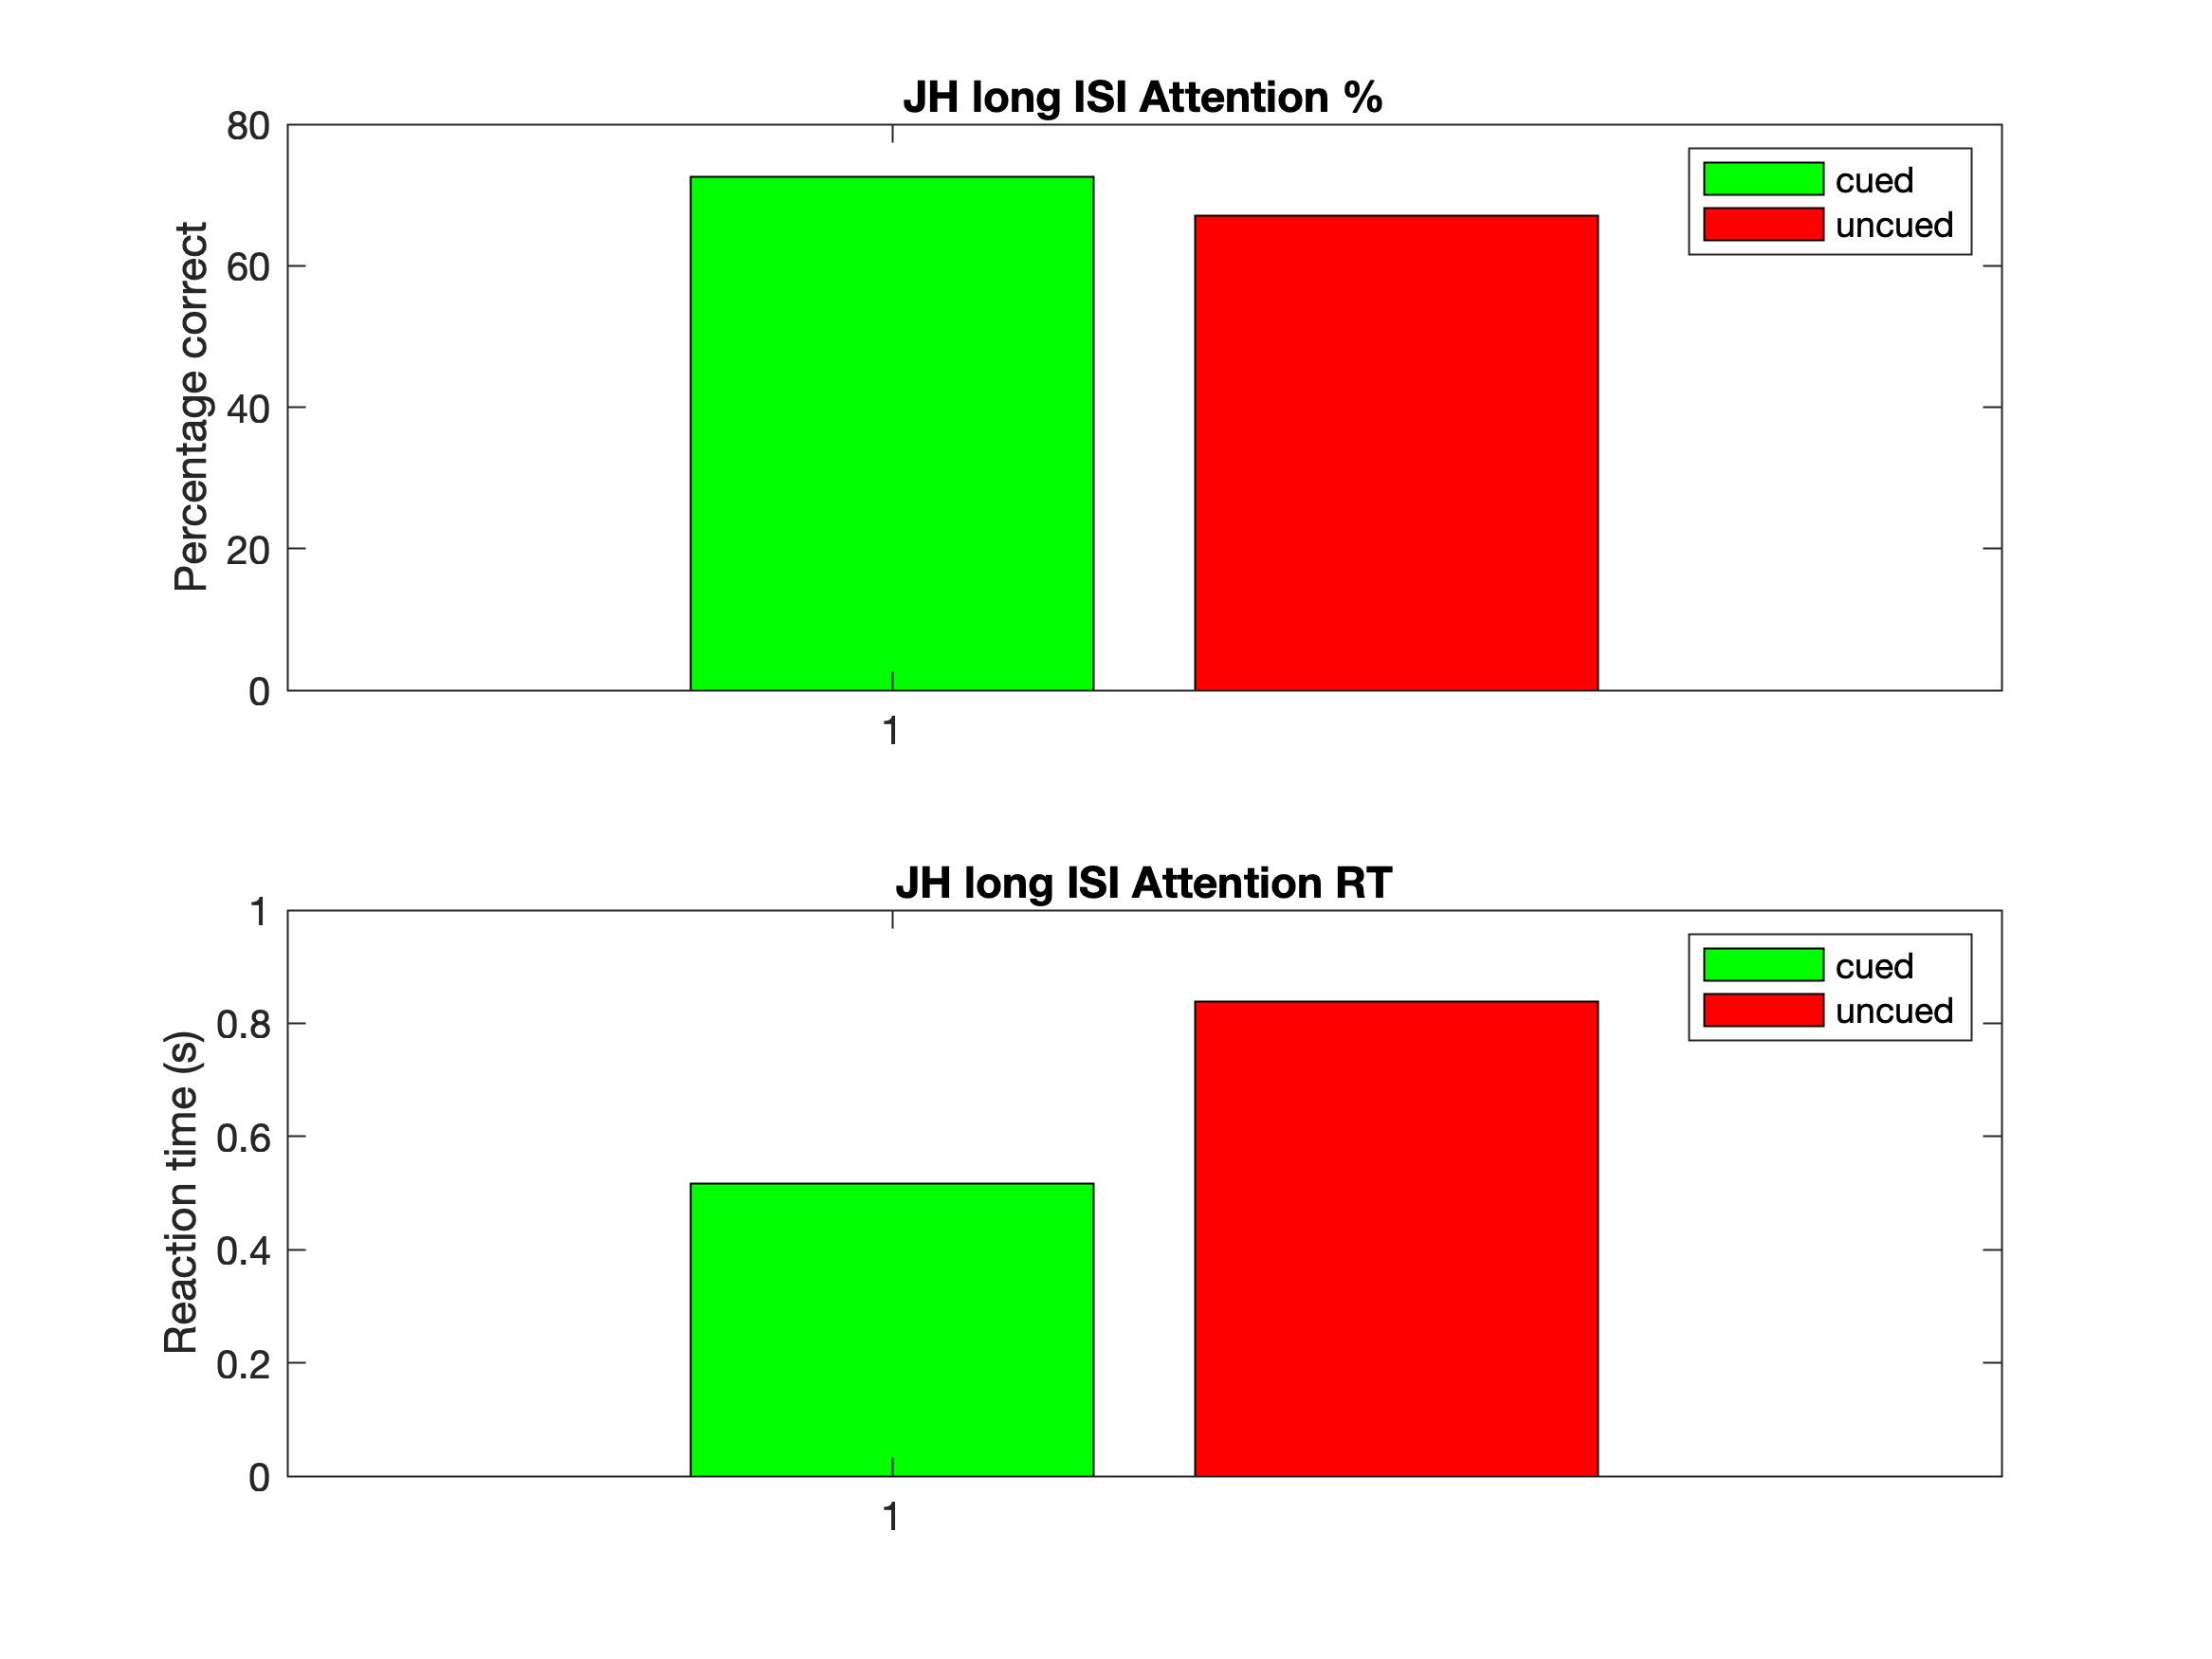 JH long ISI Attention %
80
60
40
20
0
Percentage correct
cued
uncued
1
JH long ISI Attention RT
1
0.8
0.6
0.4
0.2
0
Reaction time (s)
cued
uncued
1